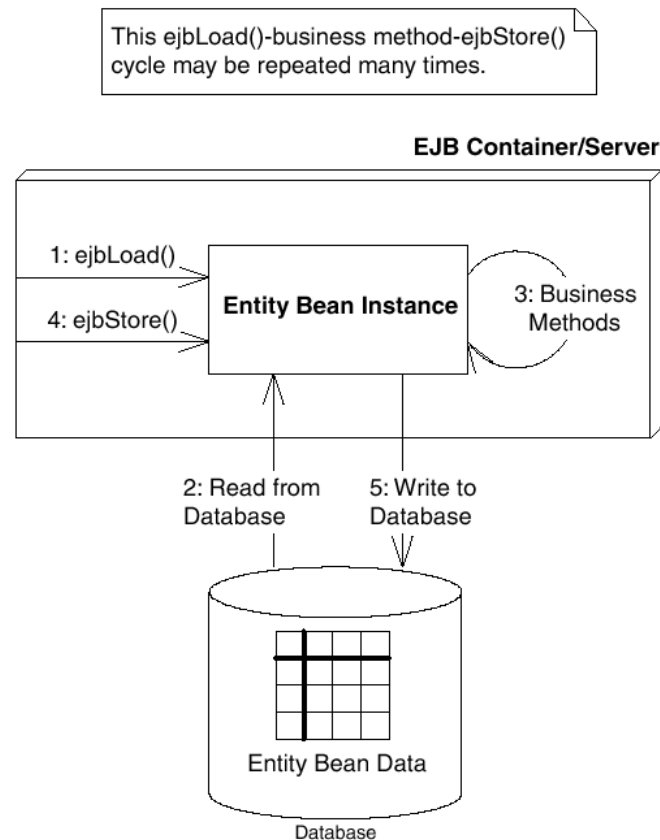 This ejbLoad()-business method-ejbStore()
cycle may be repeated many times.
EJB Container/Server
1: ejbLoad()
4: ejbStore()
Entity Bean Instance
3: Business
Methods
2: Read from
Database
5: Write to
Database
Entity Bean Data
Database